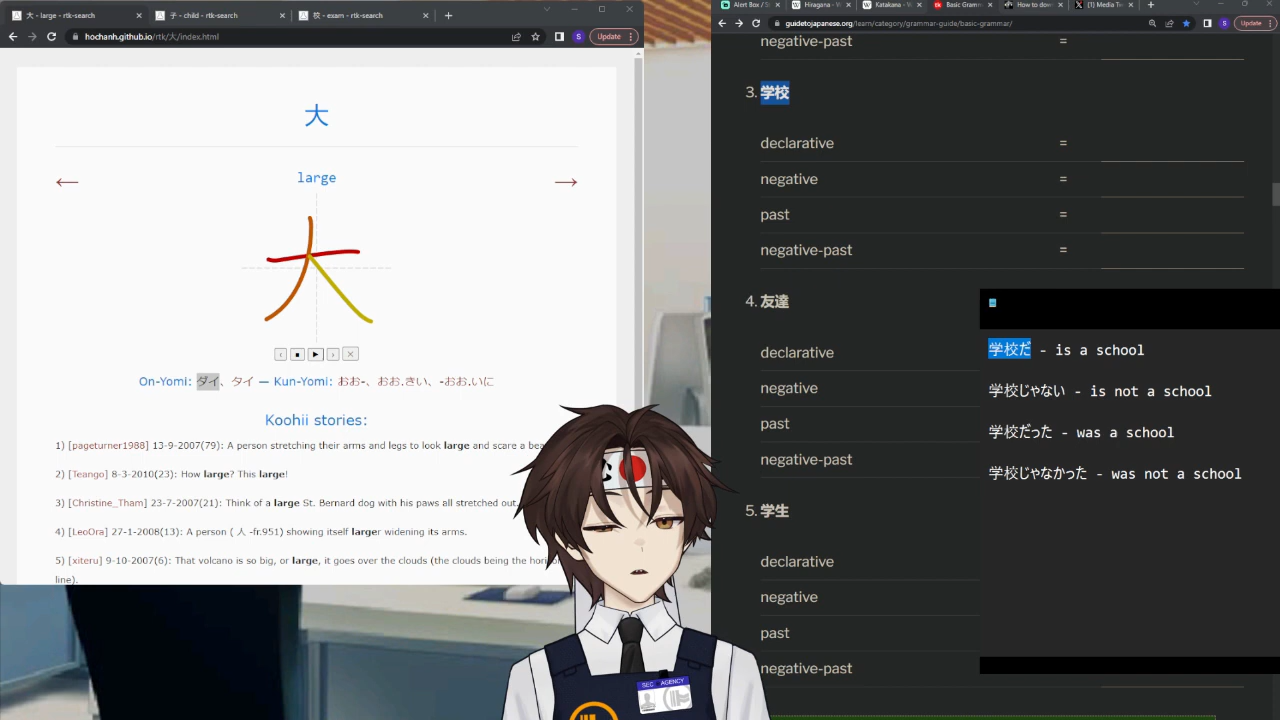 大 - large - rtk-search
子 - child - rtk-search
校 - exam - rtk-search
hochanh.github.io/rtk/大/index.html
S
Update
大
← large →
On-Yomi: ダイ、タイ — Kun-Yomi: おお-、おお.きい、-おお.いに
Koohii stories:
1) [pageturner1988] 13-9-2007(79): A person stretching their arms and legs to look large and scare a
2) [Teango] 8-3-2010(23): How large? This large!
3) [Christine_Tham] 23-7-2007(21): Think of a large St. Bernard dog with his paws all stretched out.
4) [LeoOra] 27-1-2008(13): A person ( 人 -fr.951) showing itself larger widening its arms.
5) [xiteru] 9-10-2007(6): That volcano is so big, or large, it goes over the clouds (the clouds being the
line).
Alert Box / S
Hiragana - W
Katakana - W
Basic Gramm
How to down
(1) Media Tw
guidetojapanese.org/learn/category/grammar-guide/basic-grammar/
S
Update
negative-past =
3. 学校
declarative =
negative =
past =
negative-past =
4. 友達
declarative
negative
past
negative-past
5. 学生
declarative
negative
past
negative-past
学校だ - is a school
学校じゃない - is not a school
学校だった - was a school
学校じゃなかった - was not a school
SEC AGENCY